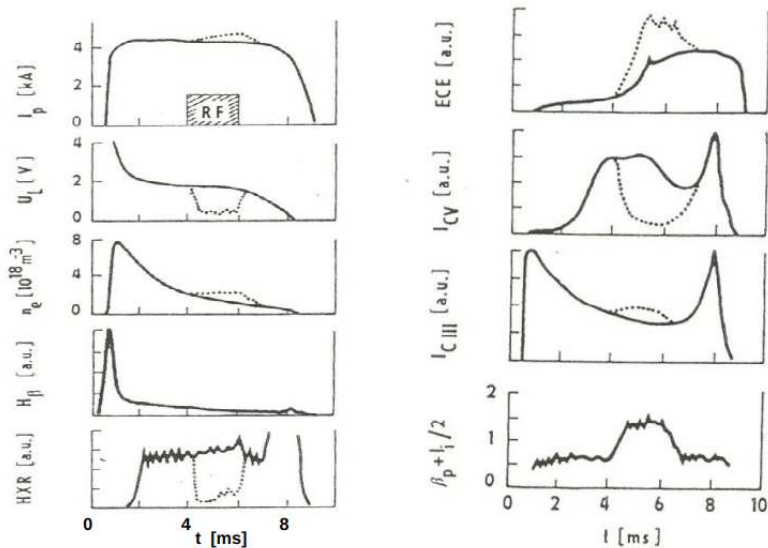 I_p [kA]
4
2
0
RF
U_L [V]
4
2
0
n_e [10^18 m^-3]
8
4
0
H_β [a.u.]
HXR [a.u.]
0 4 8
t [ms]
ECE [a.u.]
I_CV [a.u.]
I_CIII [a.u.]
β_p + l_i/2
2
1
0
0 2 4 6 8 10
t [ms]